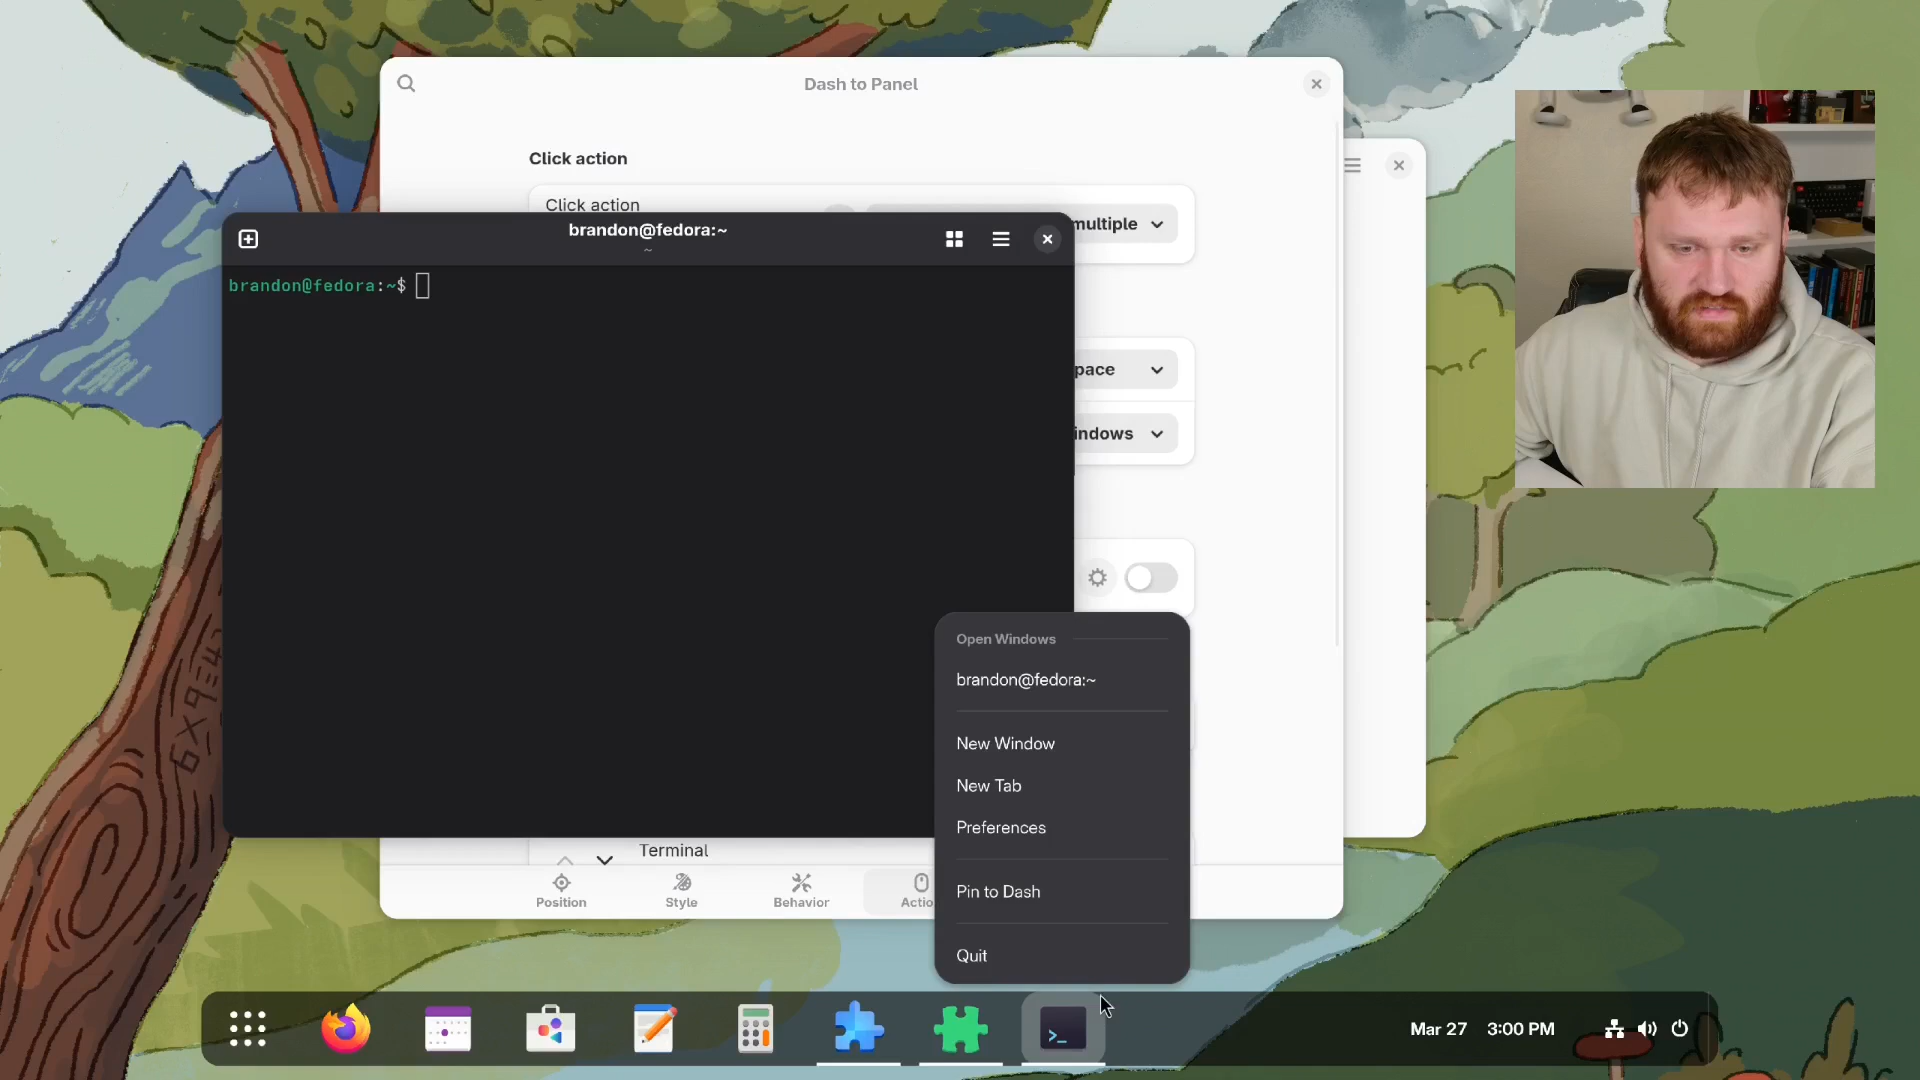 Dash to Panel
Click action
Click action
multiple
brandon@fedora:~
~
brandon@fedora:~$
indows
Open Windows
brandon@fedora:~
New Window
New Tab
Preferences
Terminal
Pin to Dash
Position
Style
Behavior
Actio
Quit
>_
Mar 27 3:00 PM